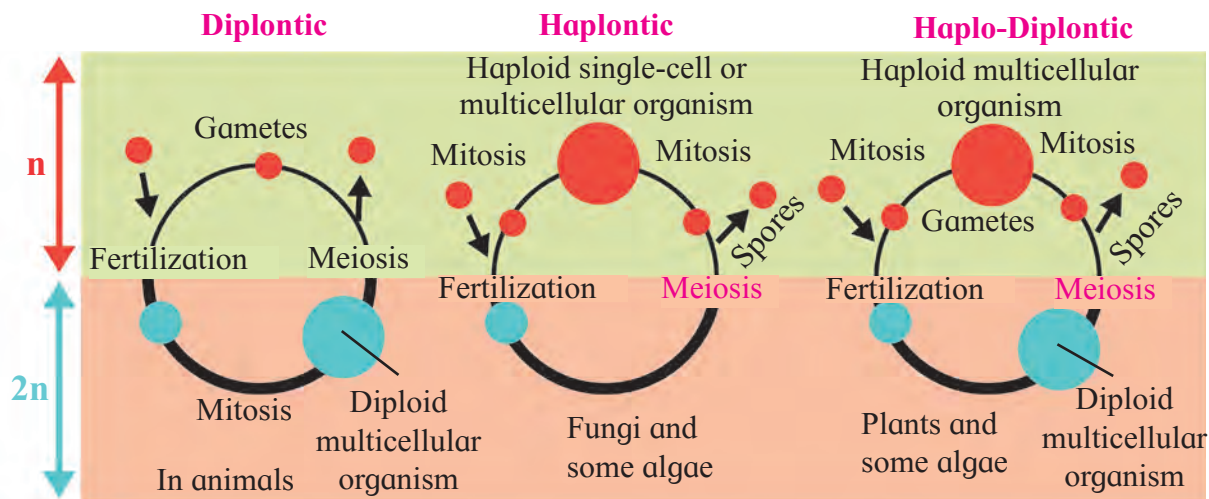 Diplontic
Haplontic
Haplo-Diplontic
n
2n
Gametes
Fertilization
Meiosis
Mitosis
Diploid
multicellular
organism
In animals
Haploid single-cell or
multicellular organism
Mitosis
Mitosis
Spores
Fertilization
Meiosis
Fungi and
some algae
Haploid multicellular
organism
Mitosis
Mitosis
Gametes
Spores
Fertilization
Meiosis
Plants and
some algae
Diploid
multicellular
organism